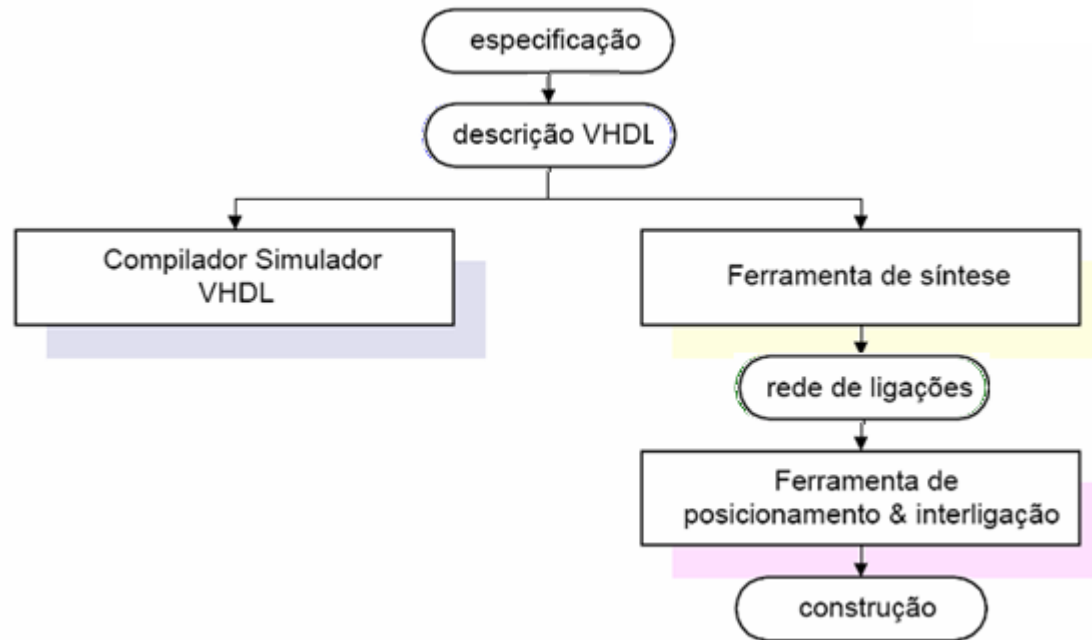 especificação
descrição VHDL
Compilador Simulador
VHDL
Ferramenta de síntese
rede de ligações
Ferramenta de
posicionamento & interligação
construção